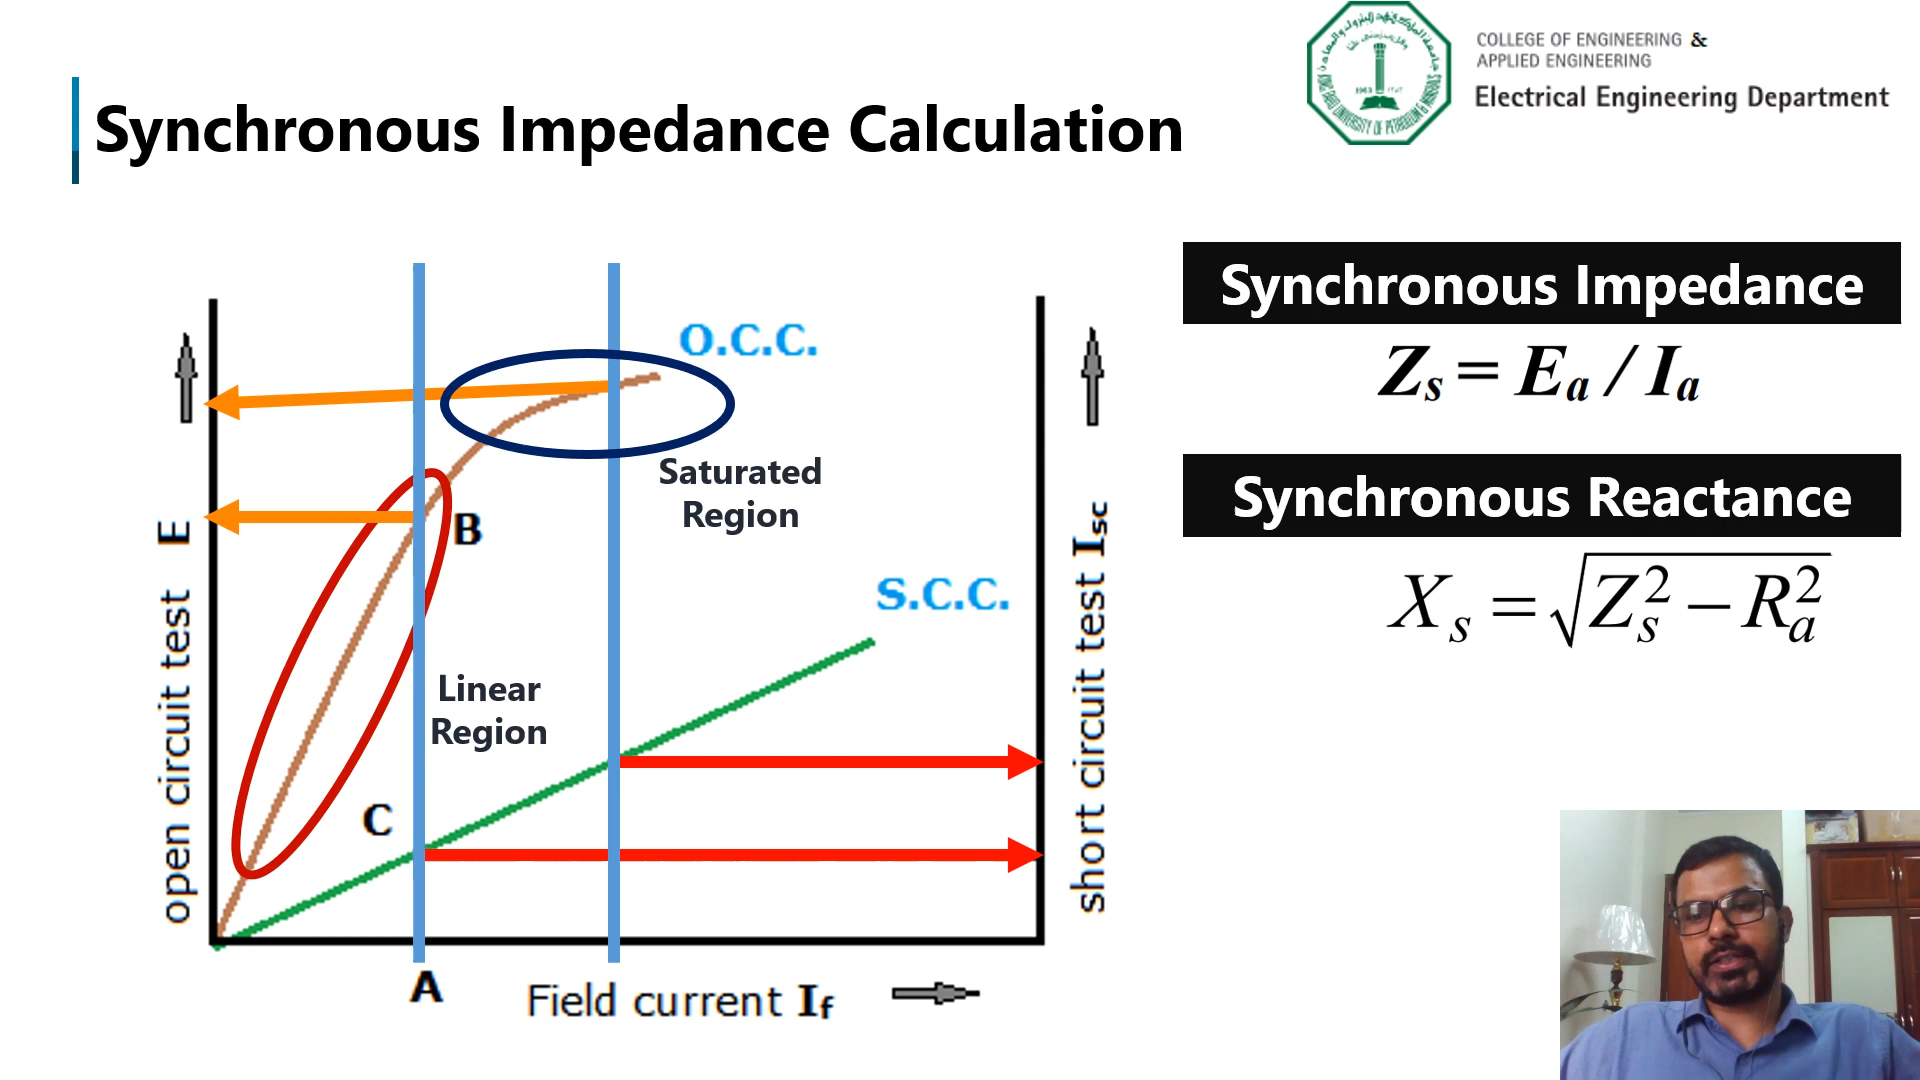 COLLEGE OF ENGINEERING &
APPLIED ENGINEERING
Electrical Engineering Department
Synchronous Impedance Calculation
Synchronous Impedance
Zs = Ea / Ia
Synchronous Reactance
Xs = √Zs² − Ra²
O.C.C.
Saturated
Region
B
S.C.C.
Linear
Region
C
A
open circuit test E
short circuit test Isc
Field current If